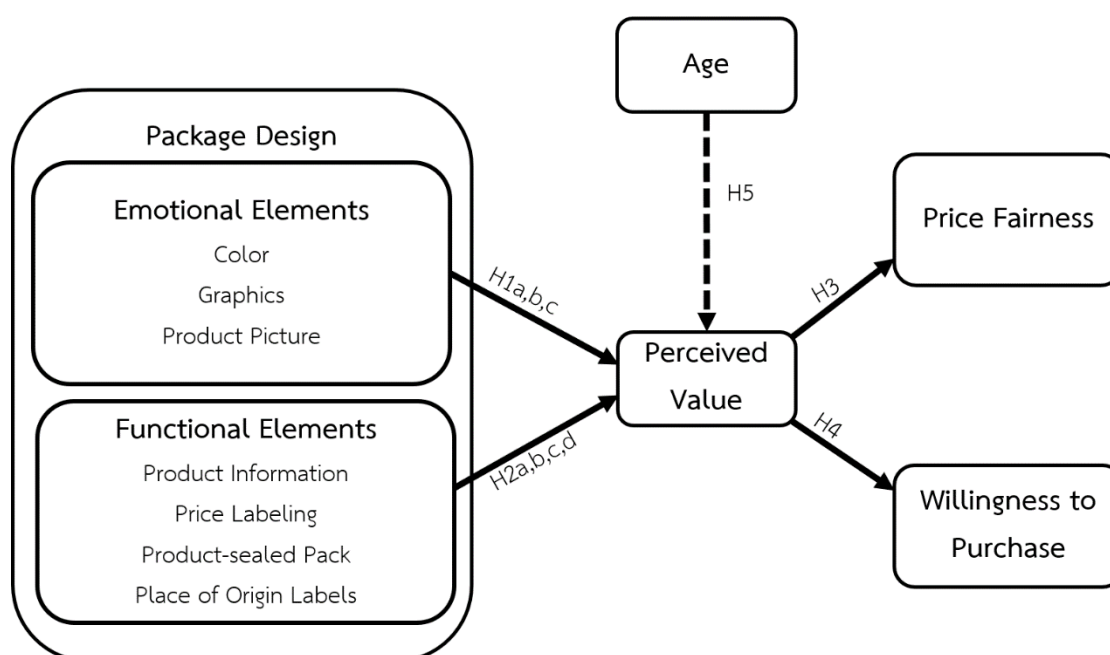 Package Design
Emotional Elements
Color
Graphics
Product Picture
Functional Elements
Product Information
Price Labeling
Product-sealed Pack
Place of Origin Labels
H1a,b,c
H2a,b,c,d
Age
H5
Perceived
Value
H3
H4
Price Fairness
Willingness to
Purchase